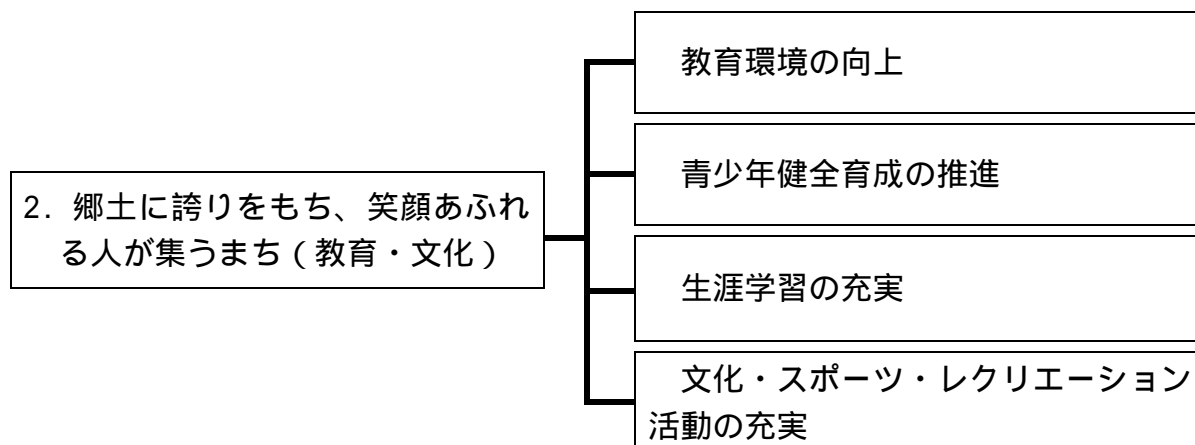 2. 郷土に誇りをもち、笑顔あふれ
る人が集うまち（教育・文化）
教育環境の向上
青少年健全育成の推進
生涯学習の充実
文化・スポーツ・レクリエーション
活動の充実